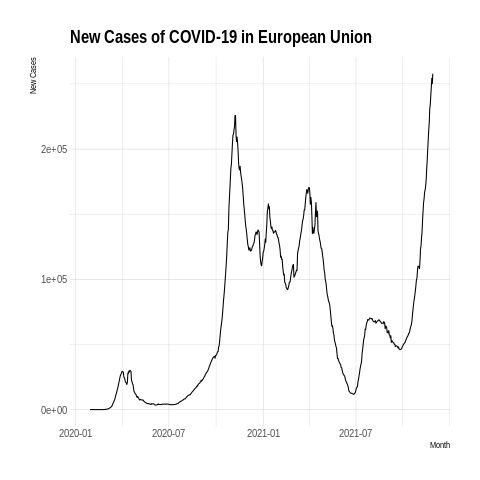 New Cases of COVID-19 in European Union
New Cases
2e+05
1e+05
0e+00
2020-01 2020-07 2021-01 2021-07
Month